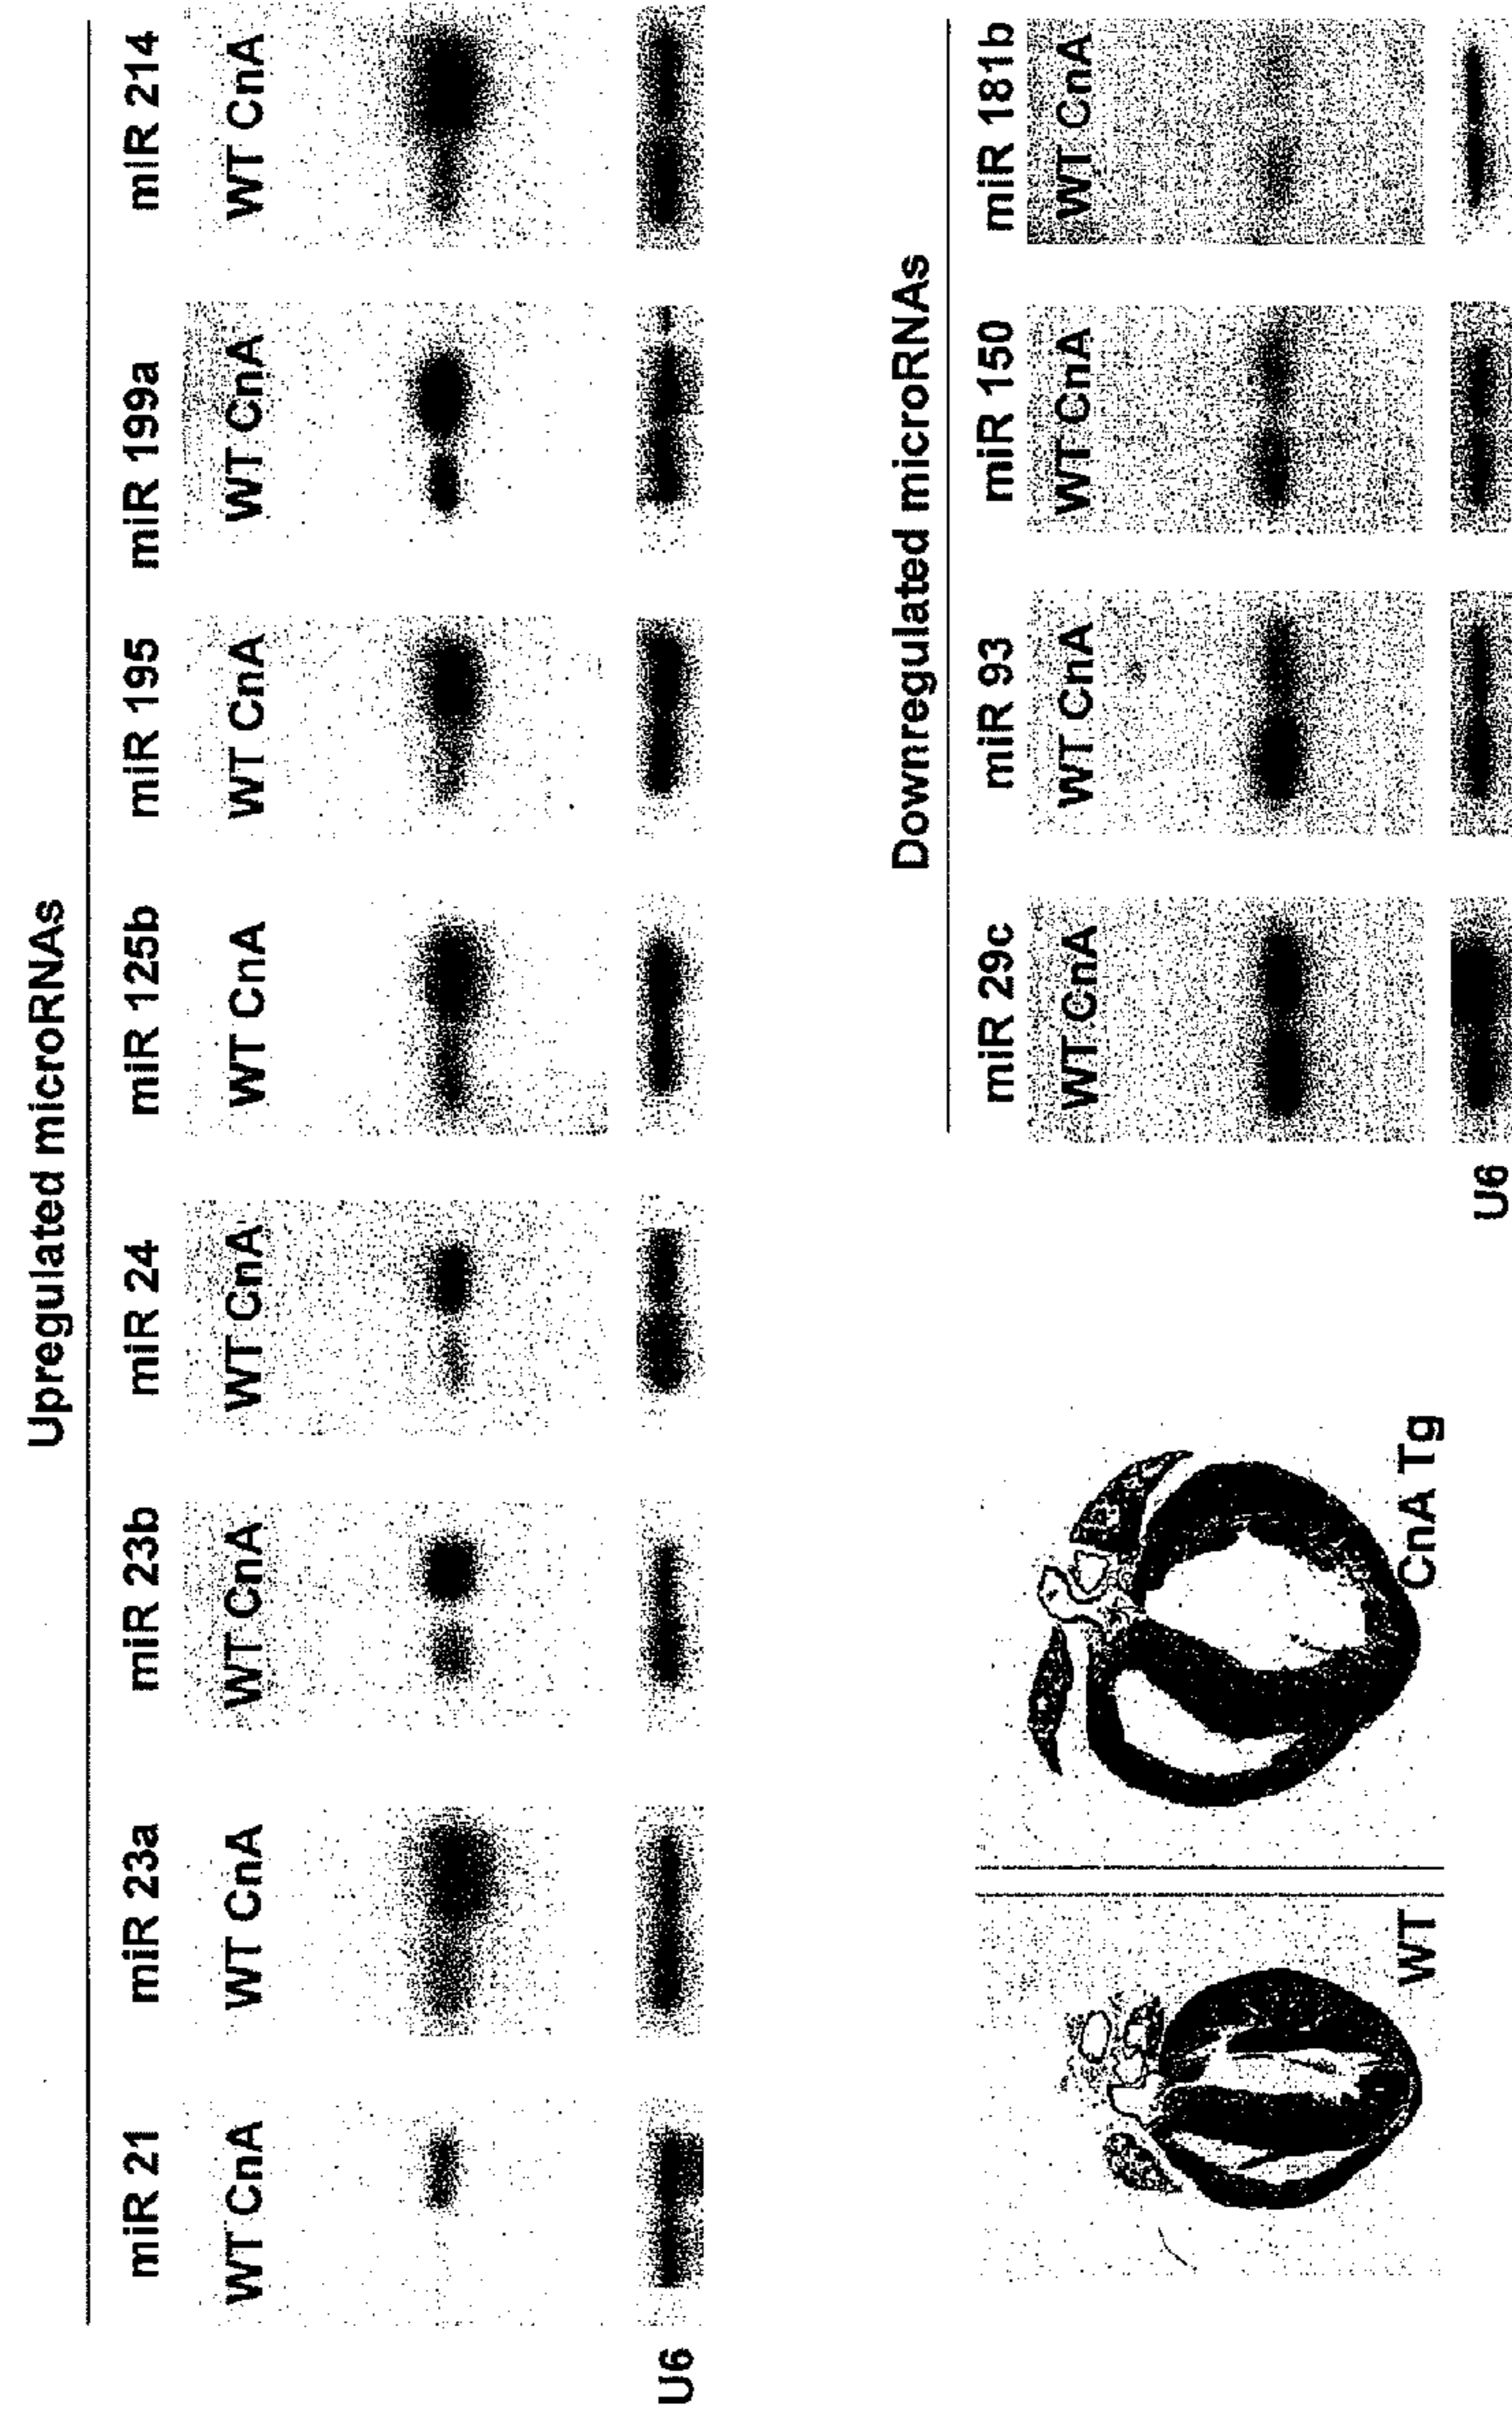 Upregulated microRNAs
miR 21 miR 23a miR 23b miR 24 miR 125b miR 195 miR 199a miR 214
WT CnA WT CnA WT CnA WT CnA WT CnA WT CnA WT CnA WT CnA
U6
Downregulated microRNAs
miR 29c miR 93 miR 150 miR 181b
WT CnA WT CnA WT CnA WT CnA
U6
WT
CnA Tg